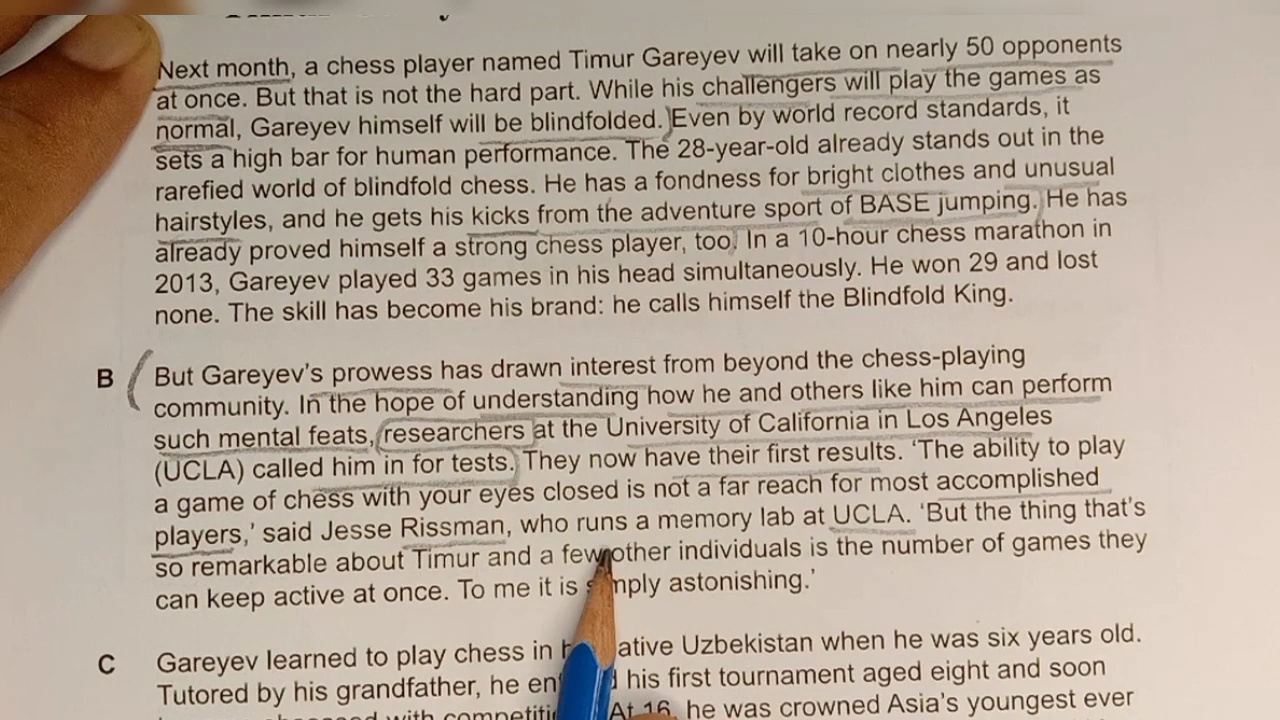 Next month, a chess player named Timur Gareyev will take on nearly 50 opponents
at once. But that is not the hard part. While his challengers will play the games as
normal, Gareyev himself will be blindfolded. Even by world record standards, it
sets a high bar for human performance. The 28-year-old already stands out in the
rarefied world of blindfold chess. He has a fondness for bright clothes and unusual
hairstyles, and he gets his kicks from the adventure sport of BASE jumping. He has
already proved himself a strong chess player, too. In a 10-hour chess marathon in
2013, Gareyev played 33 games in his head simultaneously. He won 29 and lost
none. The skill has become his brand: he calls himself the Blindfold King.
B But Gareyev's prowess has drawn interest from beyond the chess-playing
community. In the hope of understanding how he and others like him can perform
such mental feats, researchers at the University of California in Los Angeles
(UCLA) called him in for tests. They now have their first results. 'The ability to play
a game of chess with your eyes closed is not a far reach for most accomplished
players,' said Jesse Rissman, who runs a memory lab at UCLA. 'But the thing that's
so remarkable about Timur and a few other individuals is the number of games they
can keep active at once. To me it is simply astonishing.'
C Gareyev learned to play chess in Uzbekistan when he was six years old.
Tutored by his grandfather, he his first tournament aged eight and soon
with At 16, he was crowned Asia's youngest ever